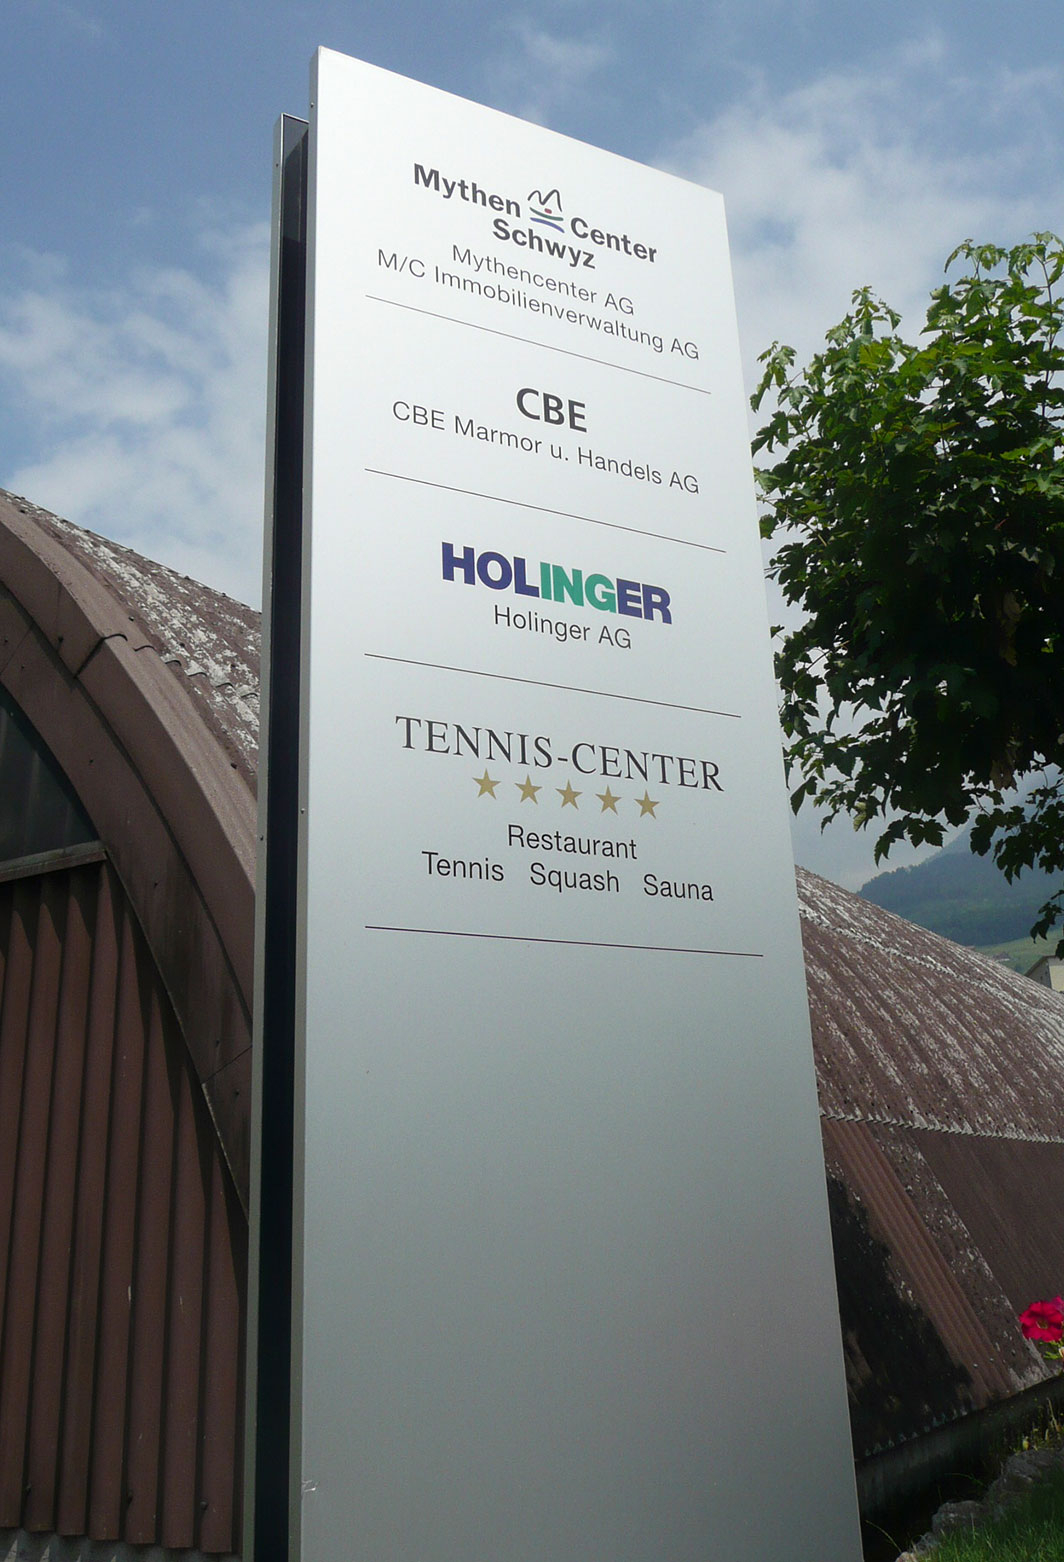 Mythen Center
Schwyz
Mythencenter AG
M/C Immobilienverwaltung AG
CBE
CBE Marmor u. Handels AG
HOLINGER
Holinger AG
TENNIS-CENTER
Restaurant
Tennis Squash Sauna